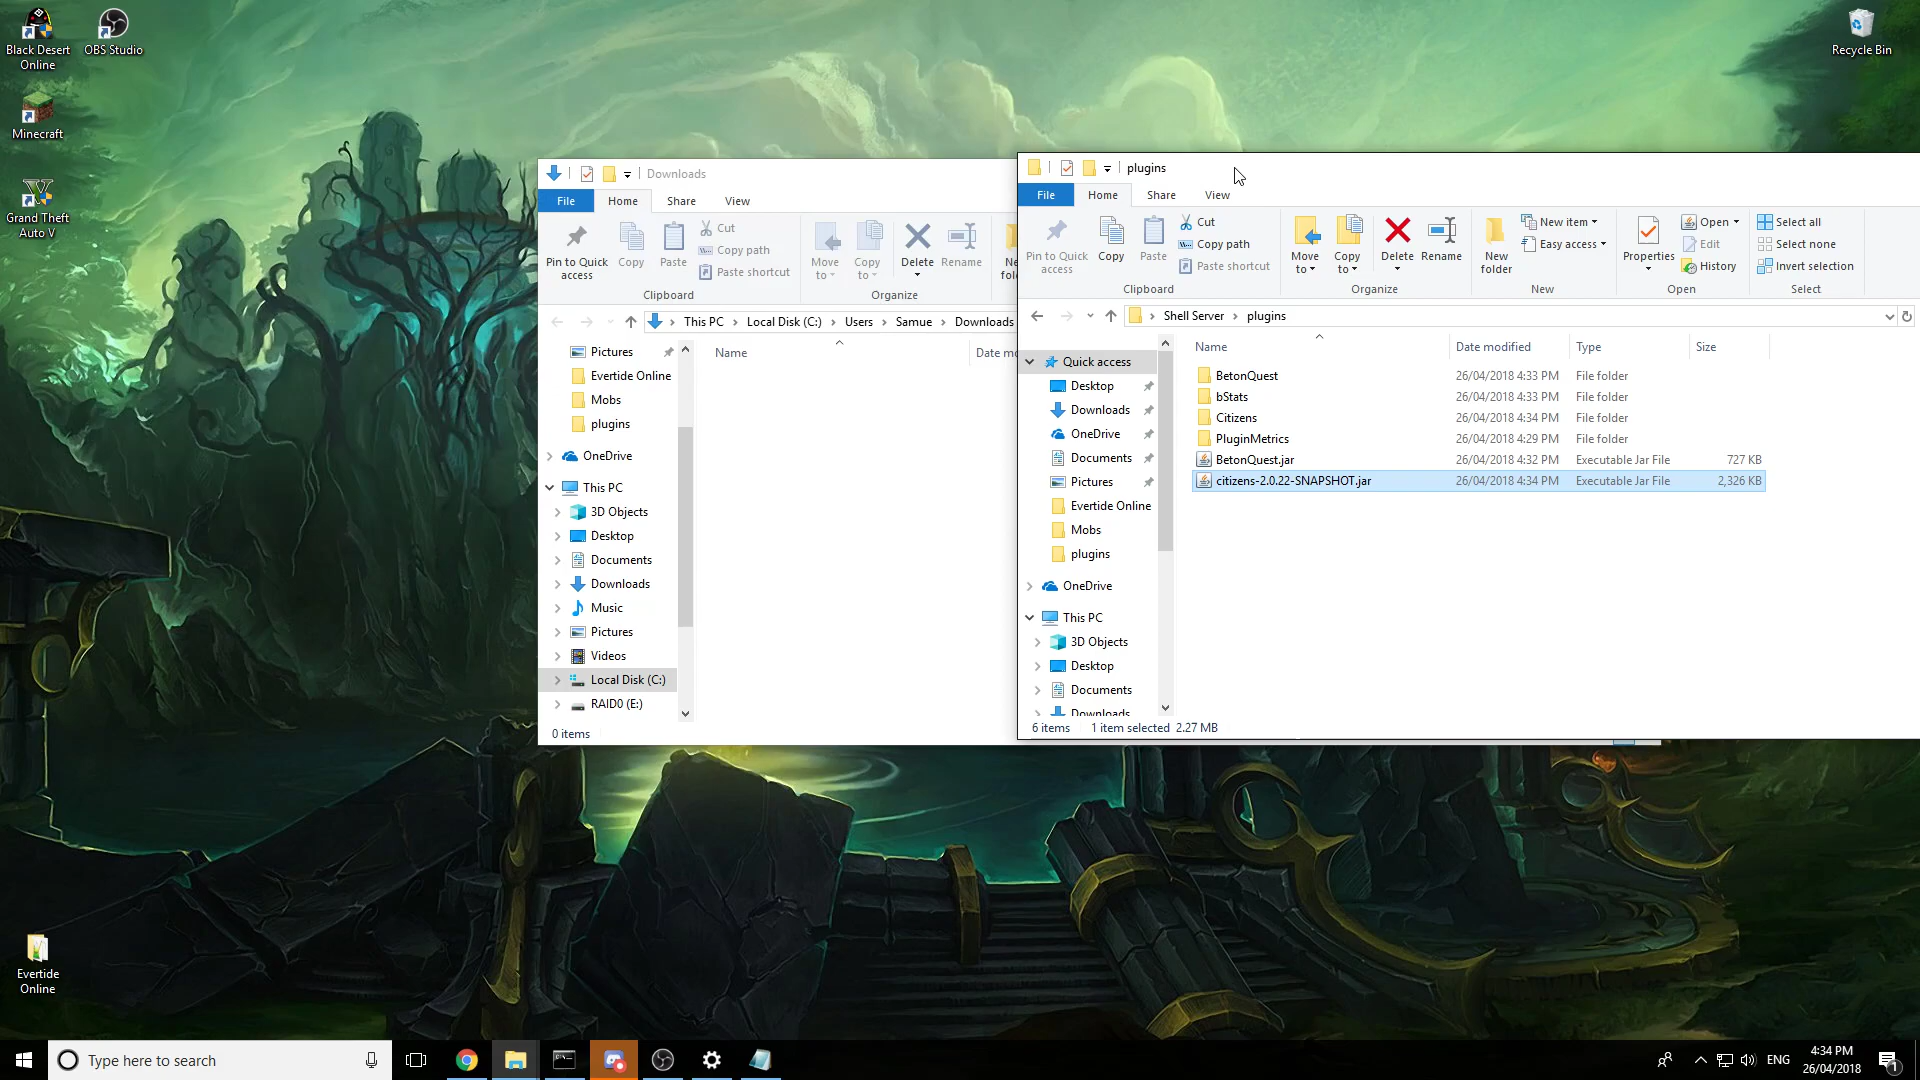 Black Desert
Online
OBS Studio
Recycle Bin
Minecraft
Grand Theft
Auto V
Evertide
Online
Downloads
File
Home
Share
View
Pin to Quick
access
Copy
Paste
Cut
Copy path
Paste shortcut
Clipboard
Move
to
Copy
to
Delete
Rename
Organize
This PC
Local Disk (C:)
Users
Samue
Downloads
Name
Pictures
Evertide Online
Mobs
plugins
OneDrive
This PC
3D Objects
Desktop
Documents
Downloads
Music
Pictures
Videos
Local Disk (C:)
RAID0 (E:)
0 items
plugins
File
Home
Share
View
Pin to Quick
access
Copy
Paste
Cut
Copy path
Paste shortcut
Clipboard
Move
to
Copy
to
Delete
Rename
Organize
New
folder
New item
Easy access
New
Properties
Open
Edit
History
Open
Select all
Select none
Invert selection
Select
Shell Server
plugins
Name Date modified Type Size
BetonQuest 26/04/2018 4:33 PM File folder
bStats 26/04/2018 4:33 PM File folder
Citizens 26/04/2018 4:34 PM File folder
PluginMetrics 26/04/2018 4:29 PM File folder
BetonQuest.jar 26/04/2018 4:32 PM Executable Jar File 727 KB
citizens-2.0.22-SNAPSHOT.jar 26/04/2018 4:34 PM Executable Jar File 2,326 KB
Quick access
Desktop
Downloads
OneDrive
Documents
Pictures
Evertide Online
Mobs
plugins
OneDrive
This PC
3D Objects
Desktop
Documents
Downloads
6 items 1 item selected 2.27 MB
Type here to search
ENG
4:34 PM
26/04/2018
1